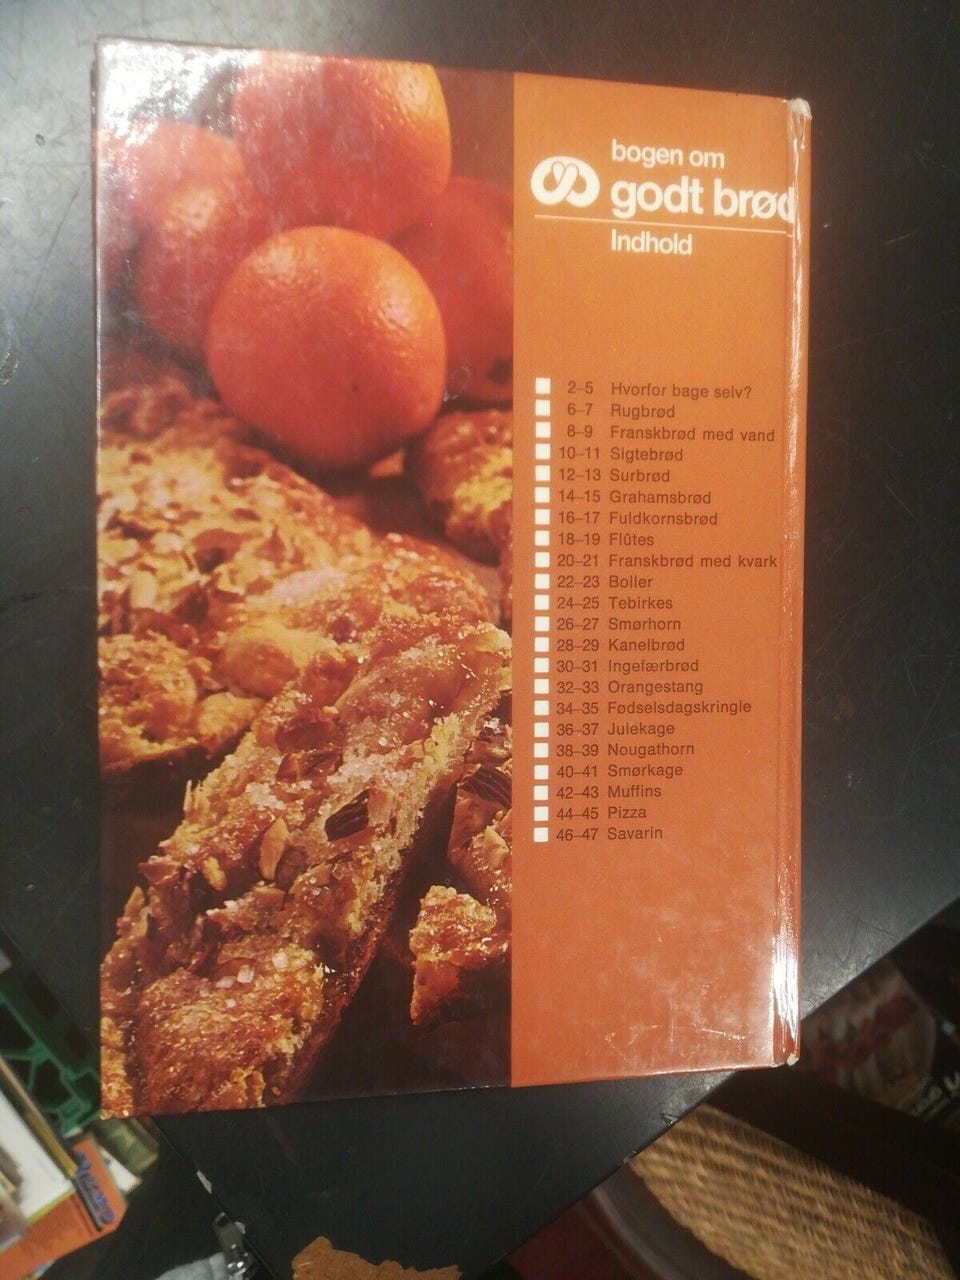 bogen om
godt brød
Indhold
2–5 Hvorfor bage selv?
6–7 Rugbrød
8–9 Franskbrød med vand
10–11 Sigtebrød
12–13 Surbrød
14–15 Grahamsbrød
16–17 Fuldkornsbrød
18–19 Flûtes
20–21 Franskbrød med kvark
22–23 Boller
24–25 Tebirkes
26–27 Smørhorn
28–29 Kanelbrød
30–31 Ingefærbrød
32–33 Orangestang
34–35 Fødselsdagskringle
36–37 Julekage
38–39 Nougathorn
40–41 Smørkage
42–43 Muffins
44–45 Pizza
46–47 Savarin